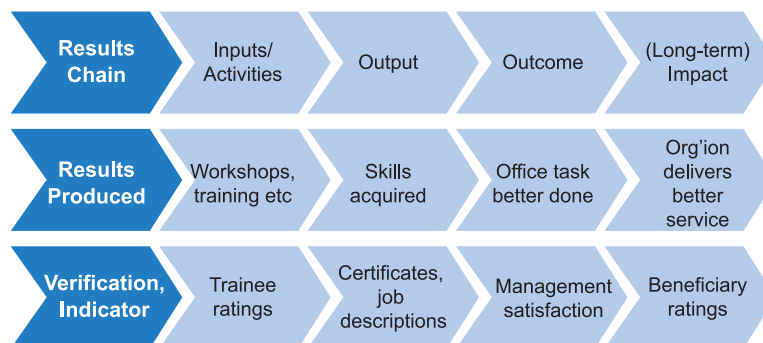 Results
Chain
Inputs/
Activities
Output
Outcome
(Long-term)
Impact
Results
Produced
Workshops,
training etc
Skills
acquired
Office task
better done
Org'ion
delivers
better
service
Verification,
Indicator
Trainee
ratings
Certificates,
job
descriptions
Management
satisfaction
Beneficiary
ratings